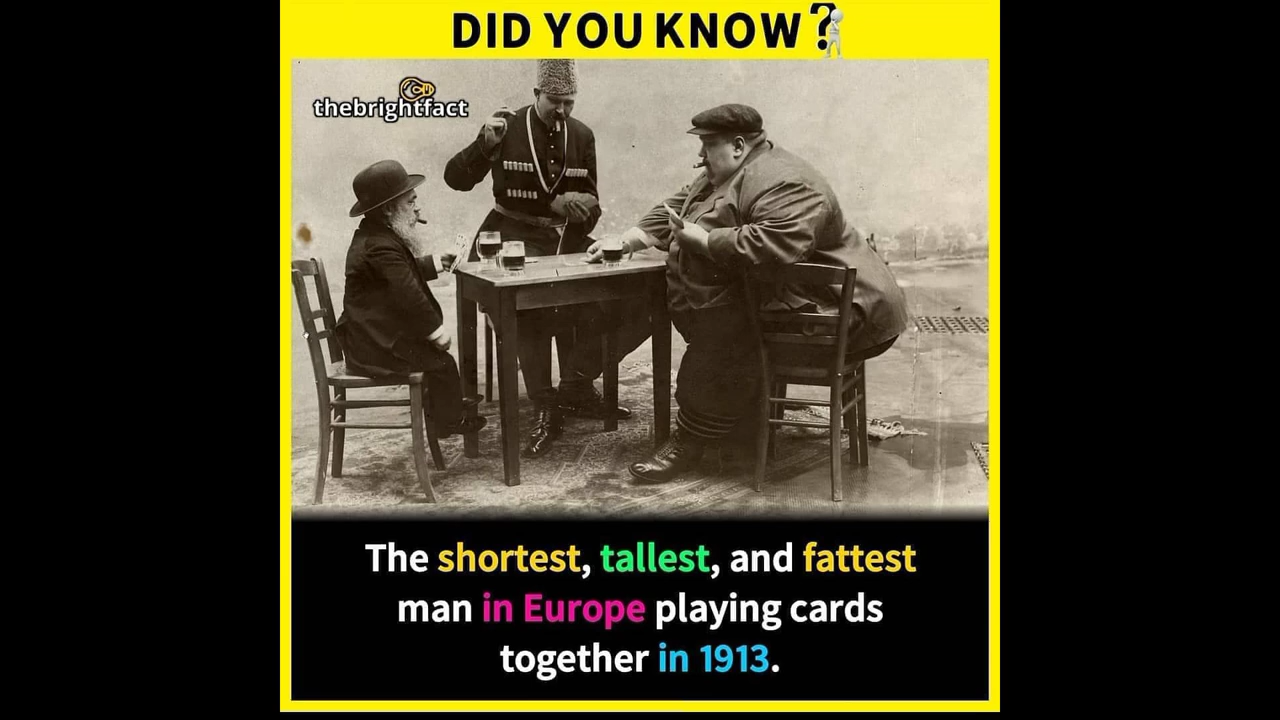 DID YOU KNOW?
thebrightfact
The shortest, tallest, and fattest
man in Europe playing cards
together in 1913.